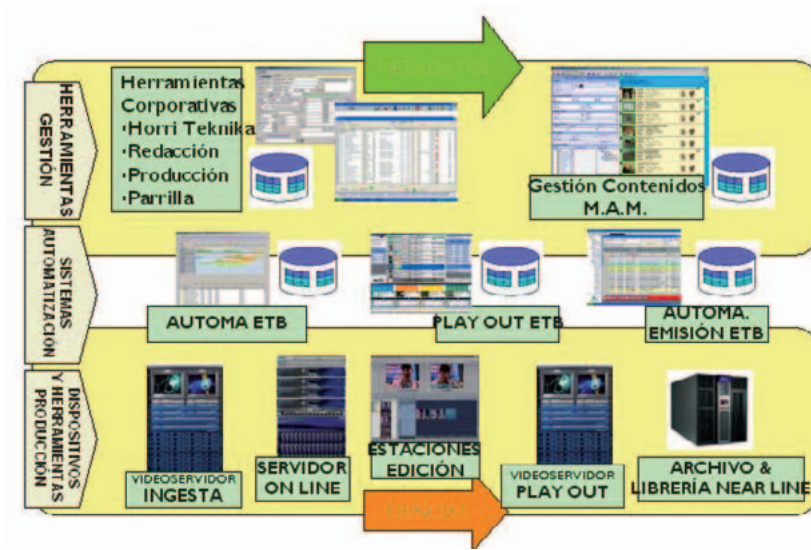 METADATOS
HERRAMIENTAS
GESTIÓN
Herramientas
Corporativas
•Horri Teknika
•Redacción
•Producción
•Parrilla
Gestión Contenidos
M.A.M.
SISTEMAS
AUTOMATIZACIÓN
AUTOMA ETB
PLAY OUT ETB
AUTOMA.
EMISIÓN ETB
DISPOSITIVOS
Y HERRAMIENTAS
PRODUCCIÓN
VIDEOSERVIDOR
INGESTA
SERVIDOR
ON LINE
ESTACIONES
EDICIÓN
VIDEOSERVIDOR
PLAY OUT
ARCHIVO &
LIBRERÍA NEAR LINE